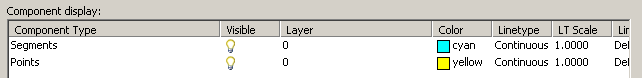 Component display:
Component Type Visible Layer Color Linetype LT Scale
Segments 0 cyan Continuous 1.0000
Points 0 yellow Continuous 1.0000